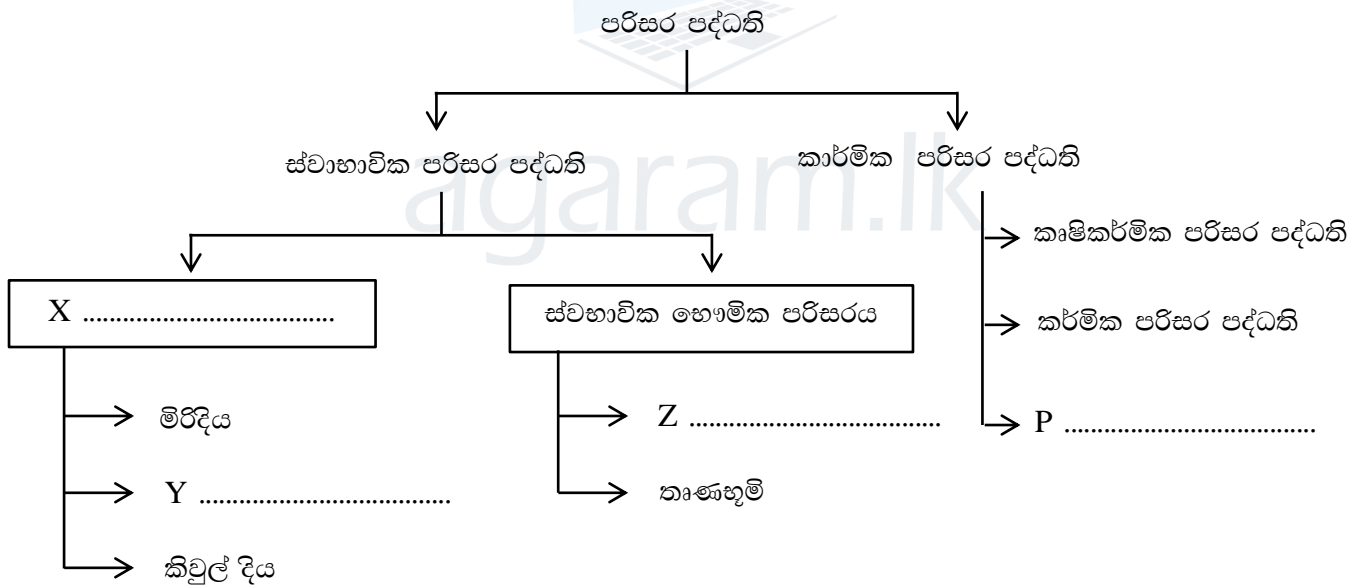 පරිසර පද්ධති
ස්වාභාවික පරිසර පද්ධති
කාර්මික පරිසර පද්ධති
agaram.lk
කෘෂිකර්මික පරිසර පද්ධති
X ......................................
ස්වභාවික භෞමික පරිසරය
කර්මික පරිසර පද්ධති
මිරිදිය
Z ......................................
P ......................................
Y ......................................
තෘණභූමි
කිවුල් දිය